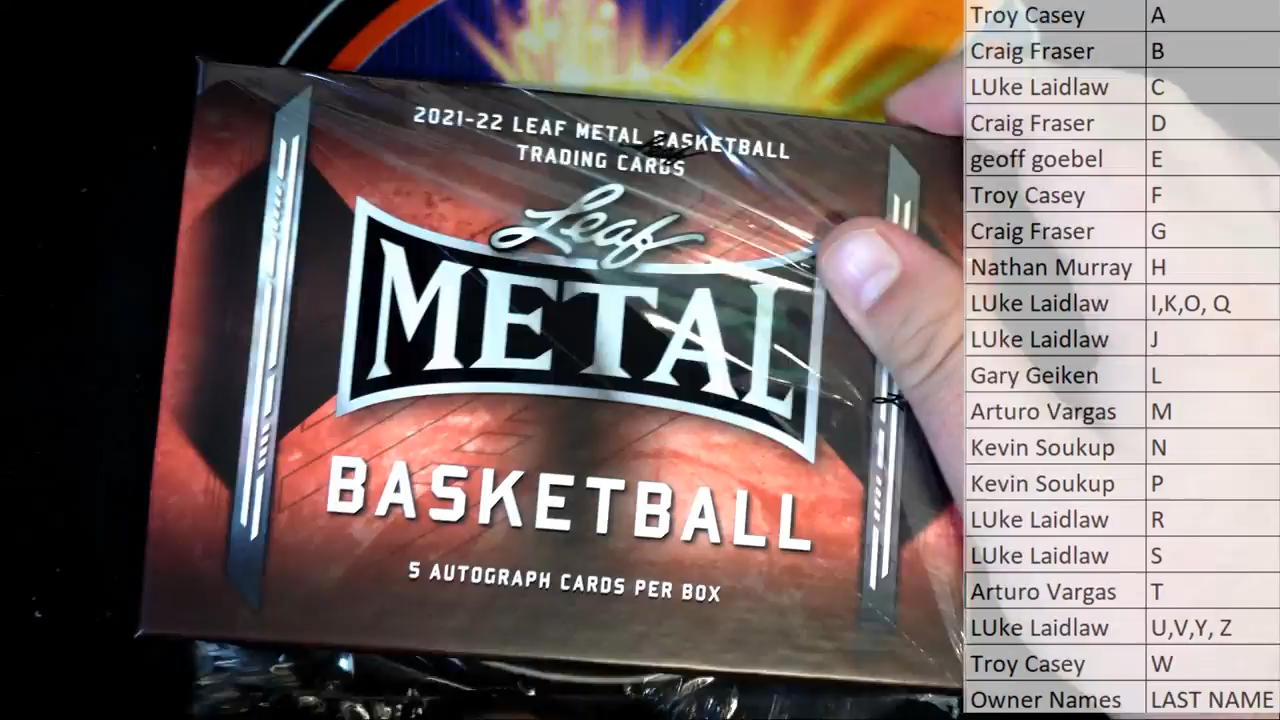 2021-22 LEAF METAL BASKETBALL
TRADING CARDS
Leaf
METAL
BASKETBALL
5 AUTOGRAPH CARDS PER BOX
Troy Casey A
Craig Fraser B
LUke Laidlaw C
Craig Fraser D
geoff goebel E
Troy Casey F
Craig Fraser G
Nathan Murray H
LUke Laidlaw I,K,O, Q
LUke Laidlaw J
Gary Geiken L
Arturo Vargas M
Kevin Soukup N
Kevin Soukup P
LUke Laidlaw R
LUke Laidlaw S
Arturo Vargas T
LUke Laidlaw U,V,Y, Z
Troy Casey W
Owner Names LAST NAME